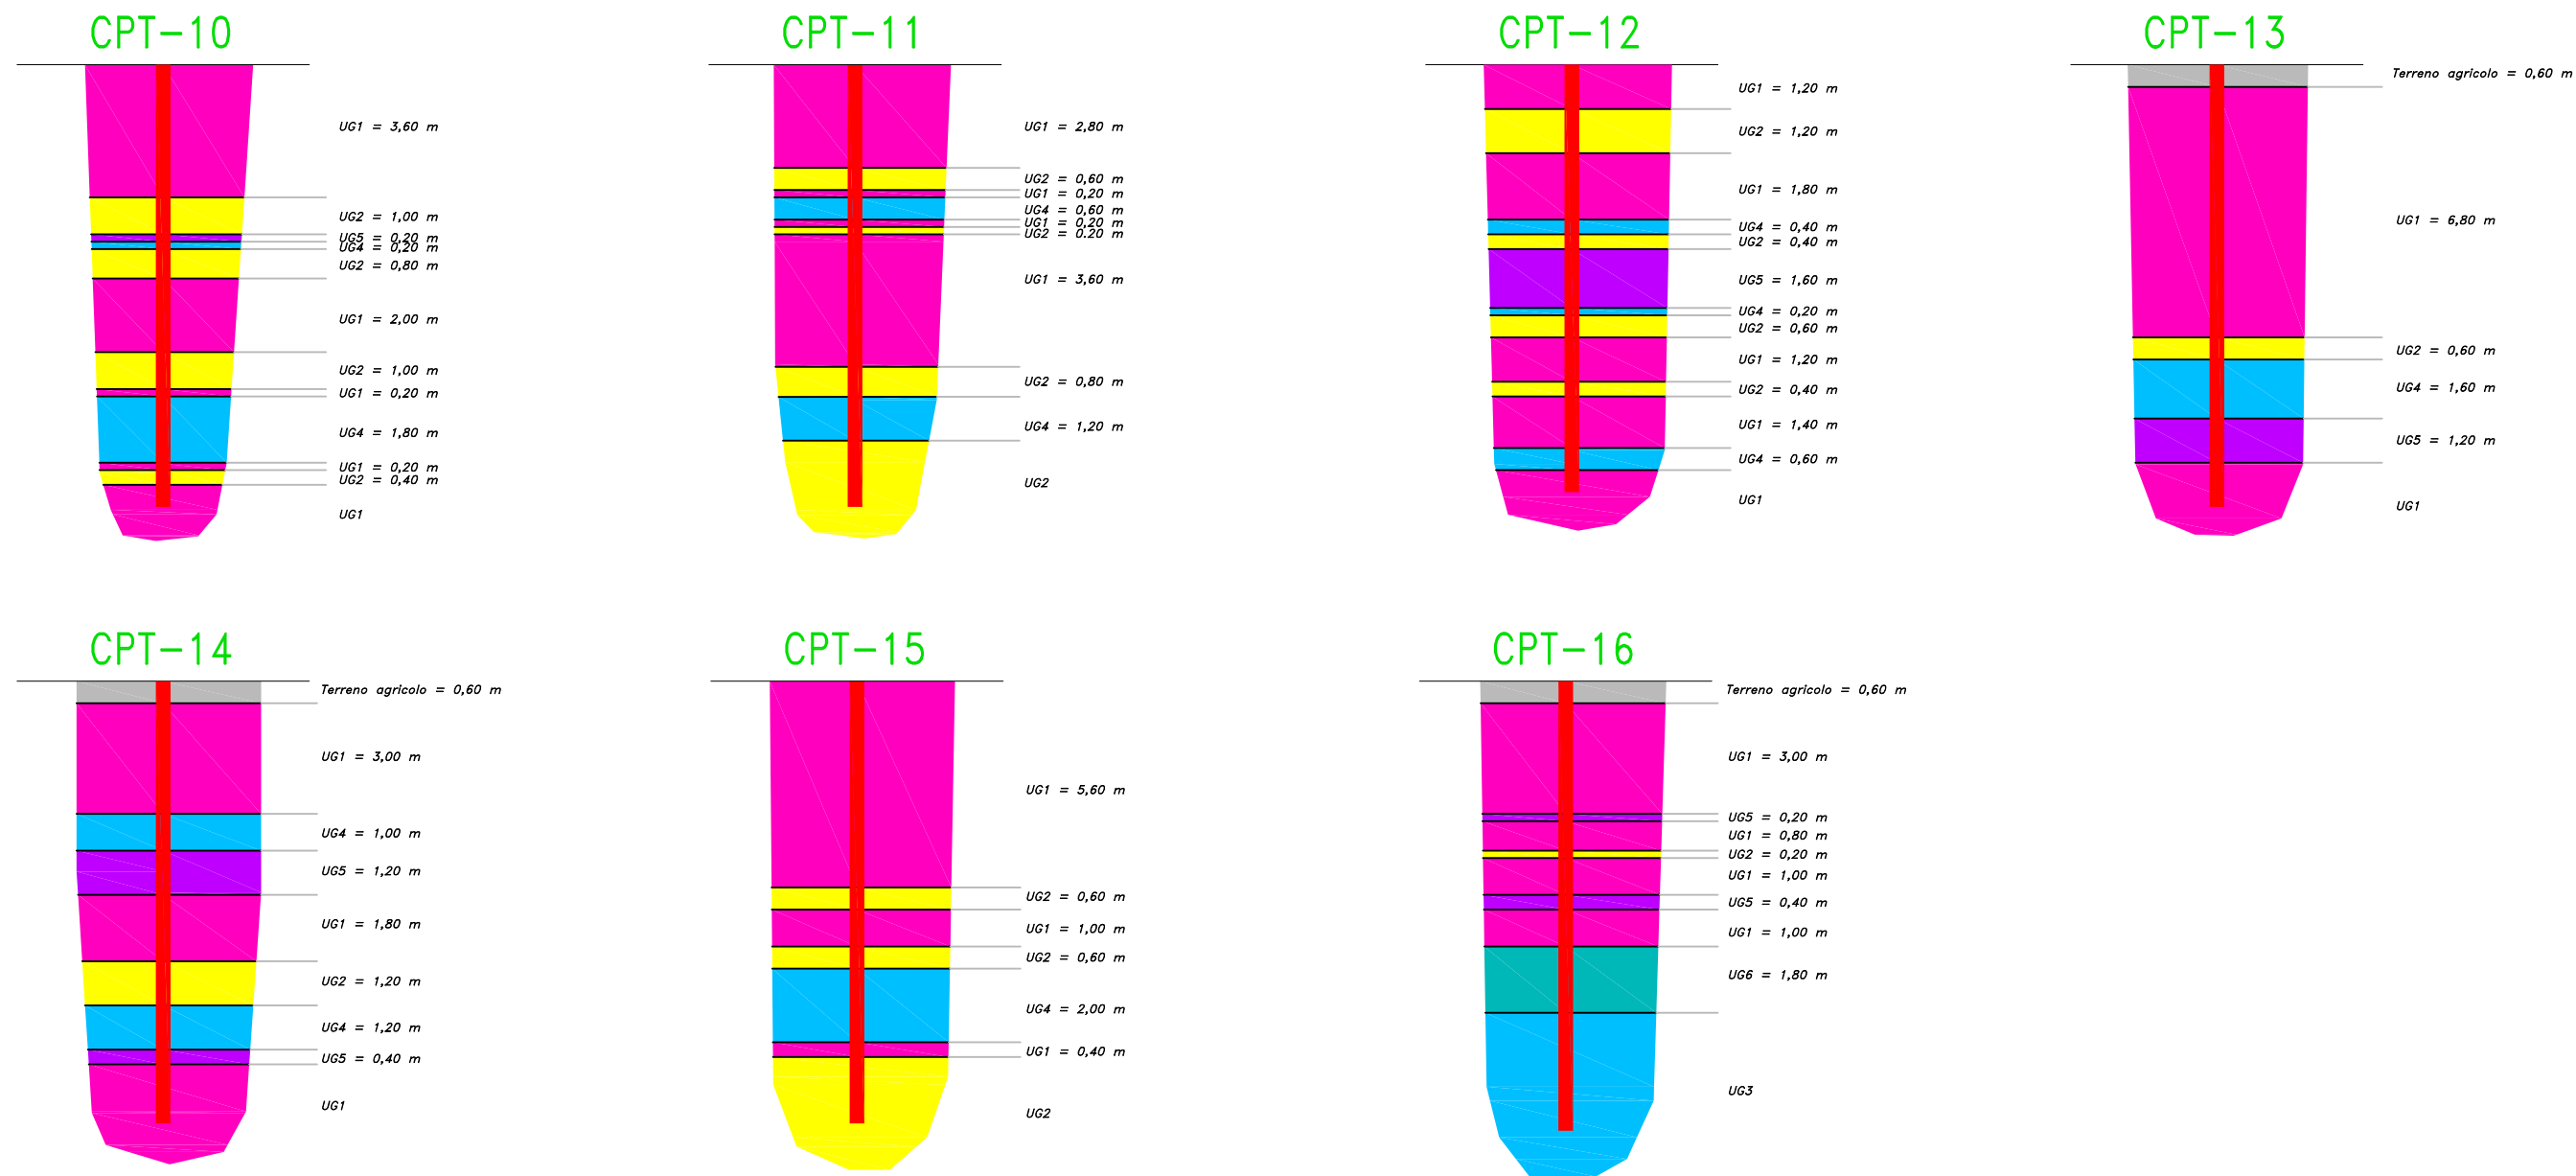 CPT-10
UG1 = 3,60 m
UG2 = 1,00 m
UG5 = 0,20 m
UG4 = 0,20 m
UG2 = 0,80 m
UG1 = 2,00 m
UG2 = 1,00 m
UG1 = 0,20 m
UG4 = 1,80 m
UG1 = 0,20 m
UG2 = 0,40 m
UG1
CPT-11
UG1 = 2,80 m
UG2 = 0,60 m
UG1 = 0,20 m
UG4 = 0,60 m
UG1 = 0,20 m
UG2 = 0.20 m
UG1 = 3,60 m
UG2 = 0,80 m
UG4 = 1,20 m
UG2
CPT-12
UG1 = 1,20 m
UG2 = 1,20 m
UG1 = 1,80 m
UG4 = 0,40 m
UG2 = 0,40 m
UG5 = 1,60 m
UG4 = 0,20 m
UG2 = 0,60 m
UG1 = 1,20 m
UG2 = 0,40 m
UG1 = 1,40 m
UG4 = 0,60 m
UG1
CPT-13
Terreno agricolo = 0,60 m
UG1 = 6,80 m
UG2 = 0,60 m
UG4 = 1,60 m
UG5 = 1,20 m
UG1
CPT-14
Terreno agricolo = 0,60 m
UG1 = 3,00 m
UG4 = 1,00 m
UG5 = 1,20 m
UG1 = 1,80 m
UG2 = 1,20 m
UG4 = 1,20 m
UG5 = 0,40 m
UG1
CPT-15
UG1 = 5,60 m
UG2 = 0,60 m
UG1 = 1,00 m
UG2 = 0,60 m
UG4 = 2,00 m
UG1 = 0,40 m
UG2
CPT-16
Terreno agricolo = 0,60 m
UG1 = 3,00 m
UG5 = 0,20 m
UG1 = 0,80 m
UG2 = 0,20 m
UG1 = 1,00 m
UG5 = 0,40 m
UG1 = 1,00 m
UG6 = 1,80 m
UG3